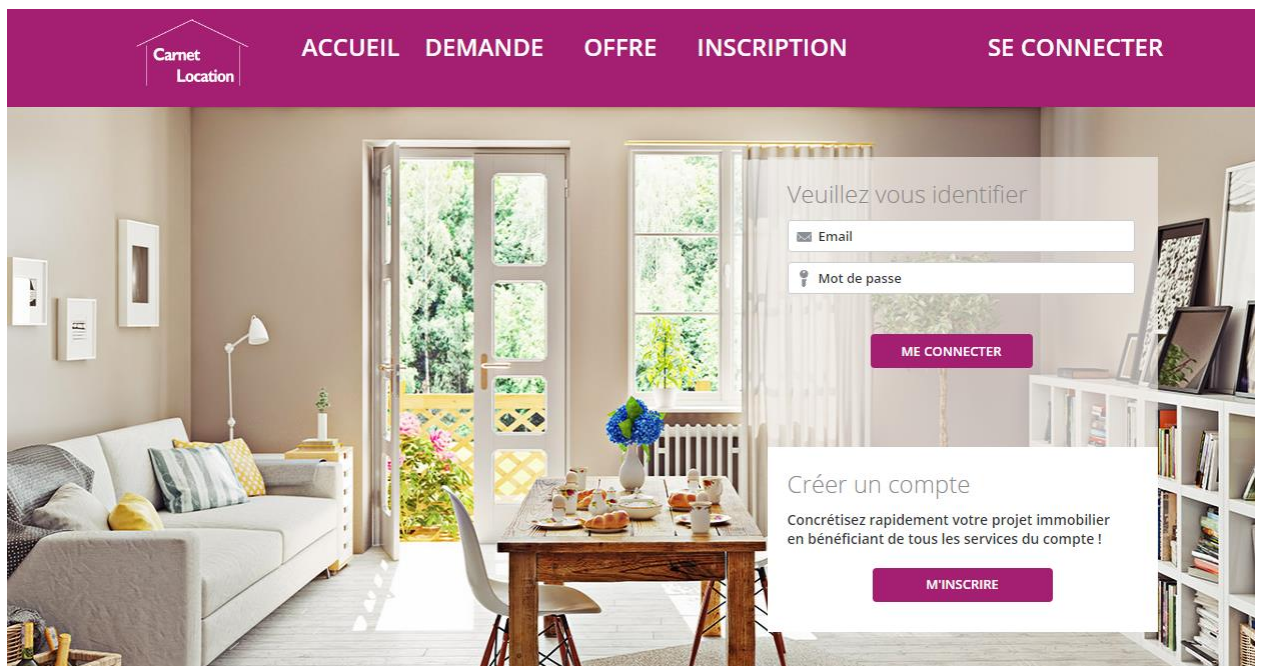 Carnet
Location
ACCUEIL DEMANDE OFFRE INSCRIPTION SE CONNECTER
Veuillez vous identifier
Email
Mot de passe
ME CONNECTER
Créer un compte
Concrétisez rapidement votre projet immobilier
en bénéficiant de tous les services du compte !
M'INSCRIRE